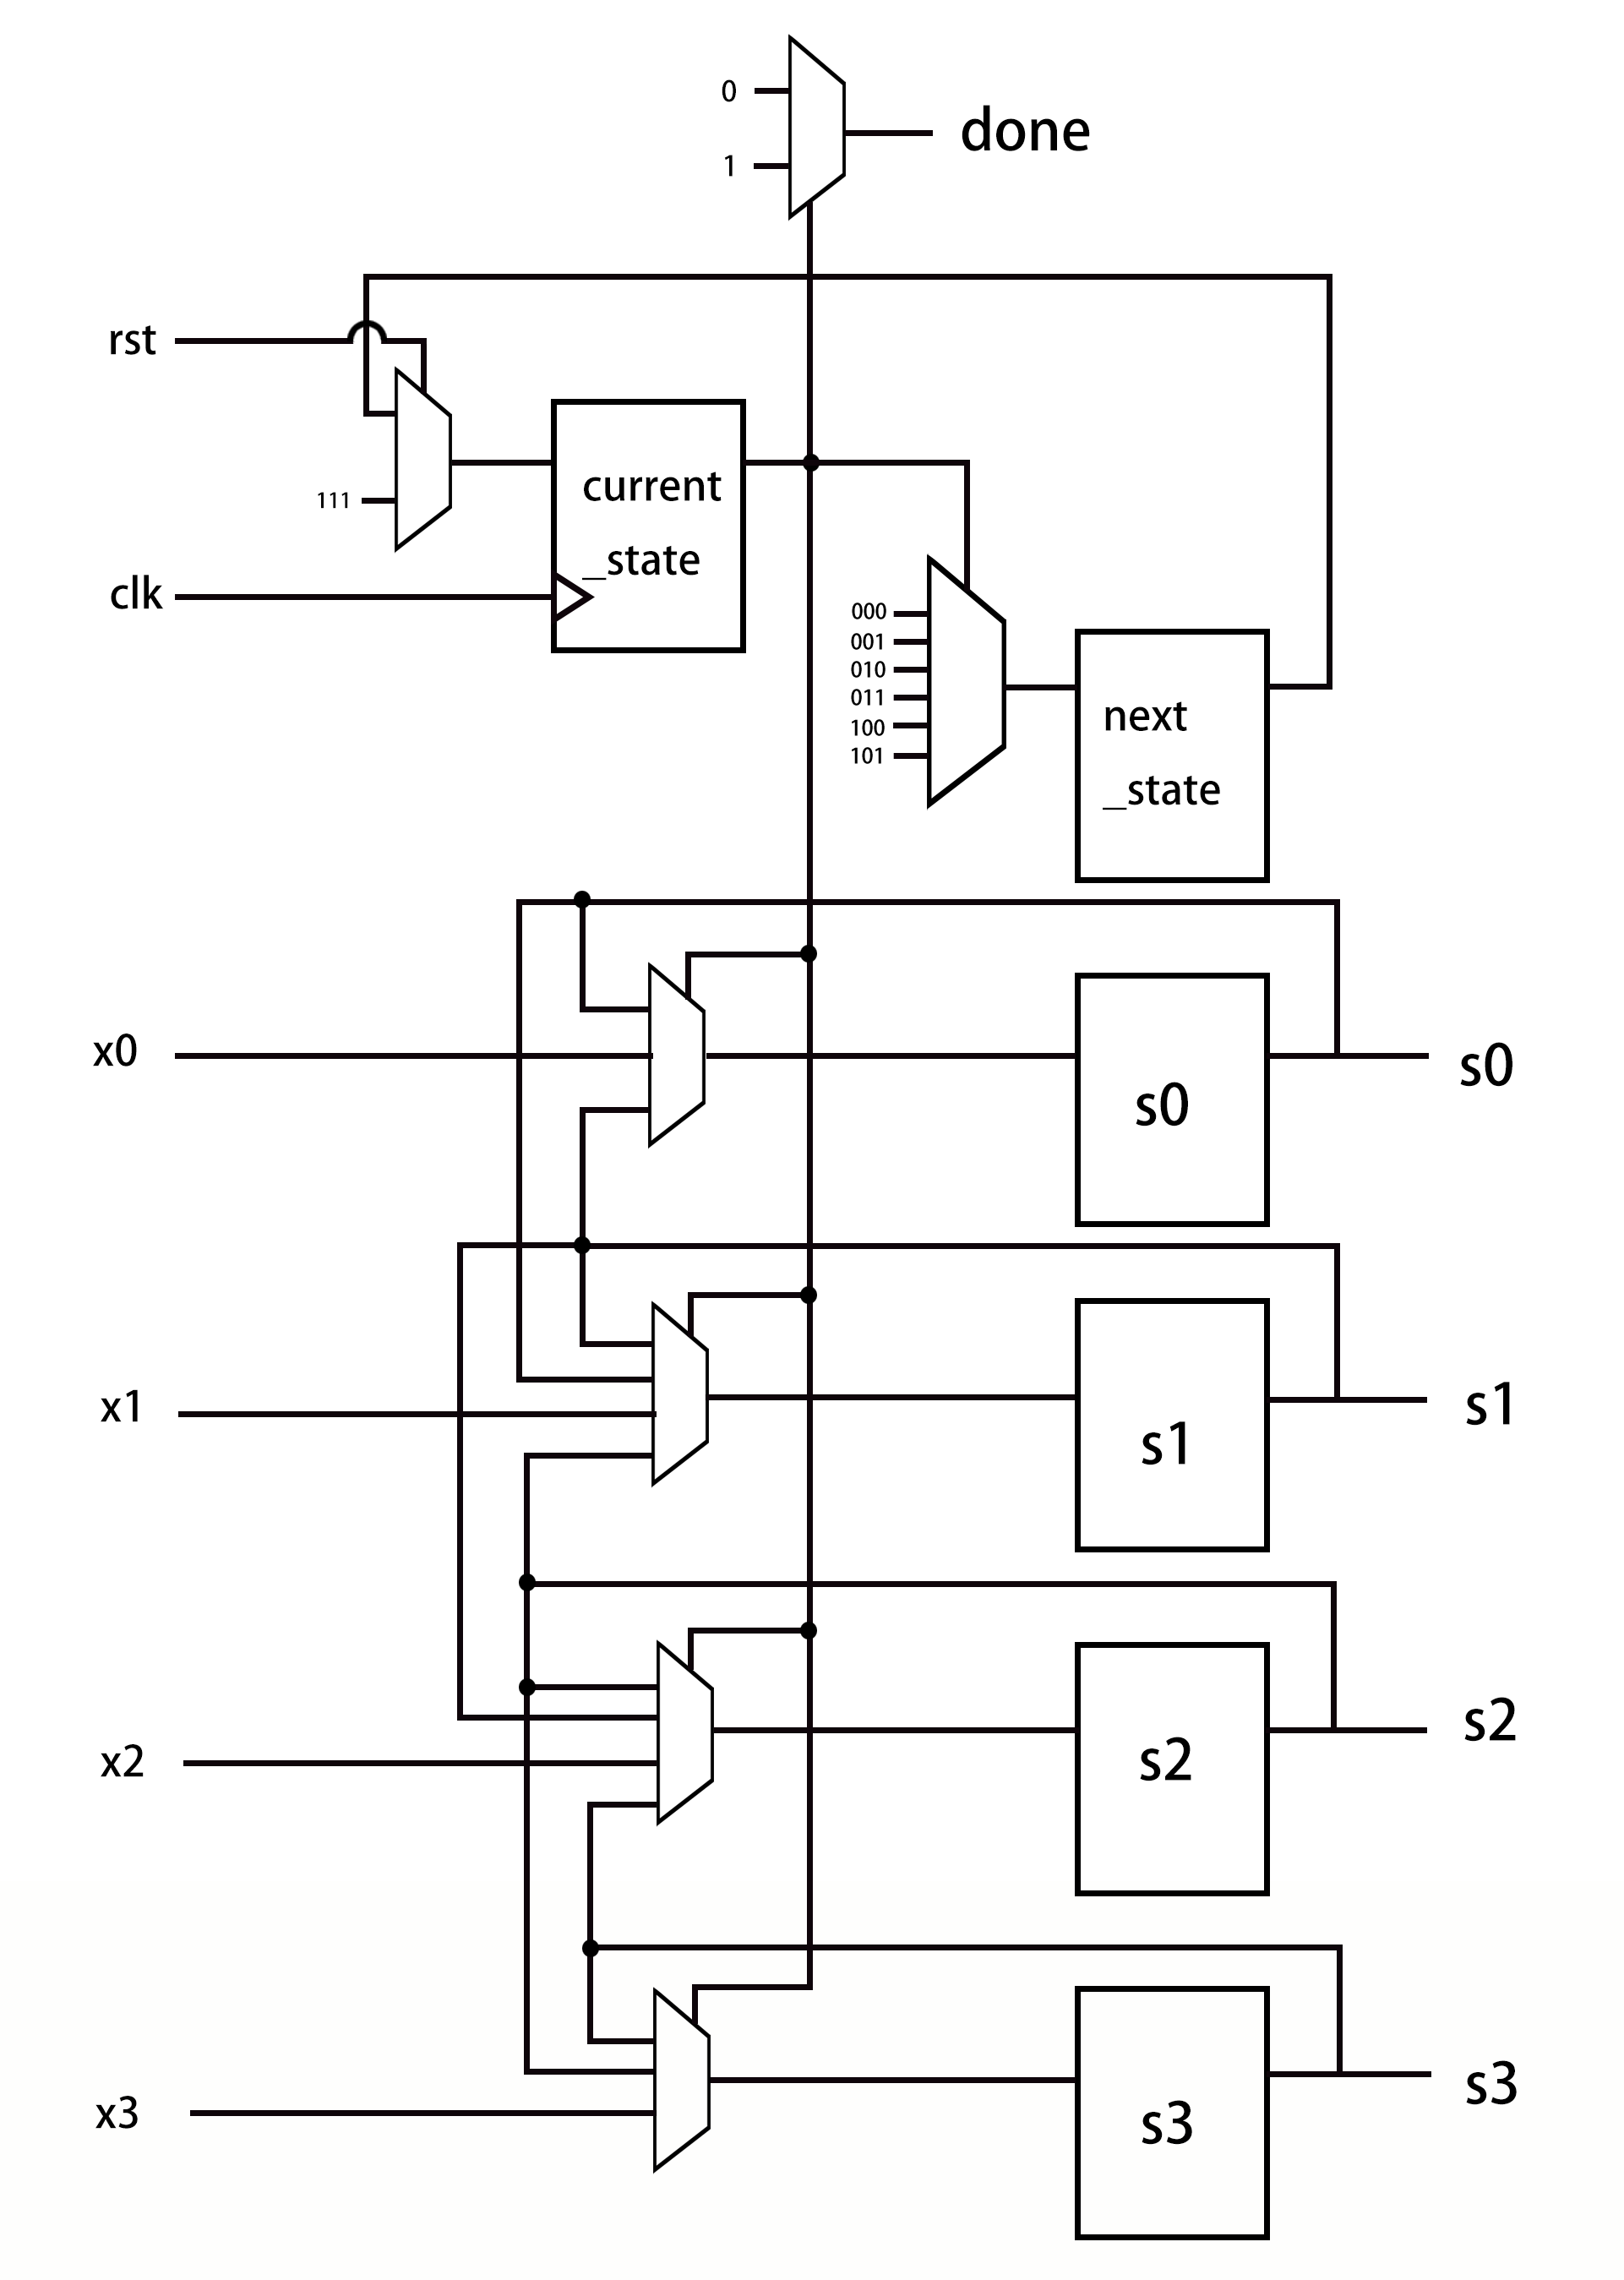 0
done
1
rst
current
_state
111
clk
000
001
010
011
100
101
next
_state
x0
s0
s0
x1
s1
s1
x2
s2
s2
x3
s3
s3